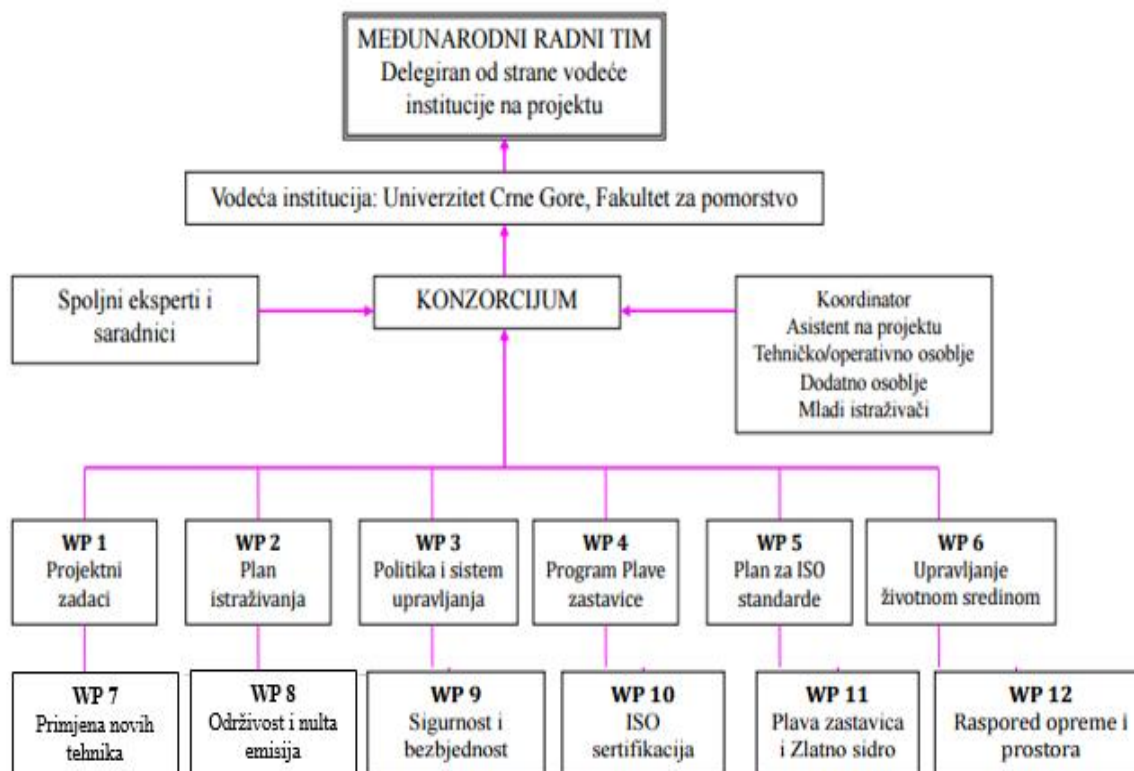 MEĐUNARODNI RADNI TIM
Delegiran od strane vodeće
institucije na projektu
Vodeća institucija: Univerzitet Crne Gore, Fakultet za pomorstvo
Spoljni eksperti i
saradnici
KONZORCIJUM
Koordinator
Asistent na projektu
Tehničko/operativno osoblje
Dodatno osoblje
Mladi istraživači
WP 1
Projektni
zadaci
WP 2
Plan
istraživanja
WP 3
Politika i sistem
upravljanja
WP 4
Program Plave
zastavice
WP 5
Plan za ISO
standarde
WP 6
Upravljanje
životnom sredinom
WP 7
Primjena novih
tehnika
WP 8
Održivost i nulta
emisija
WP 9
Sigurnost i
bezbjednost
WP 10
ISO
sertifikacija
WP 11
Plava zastavica
i Zlatno sidro
WP 12
Raspored opreme i
prostora